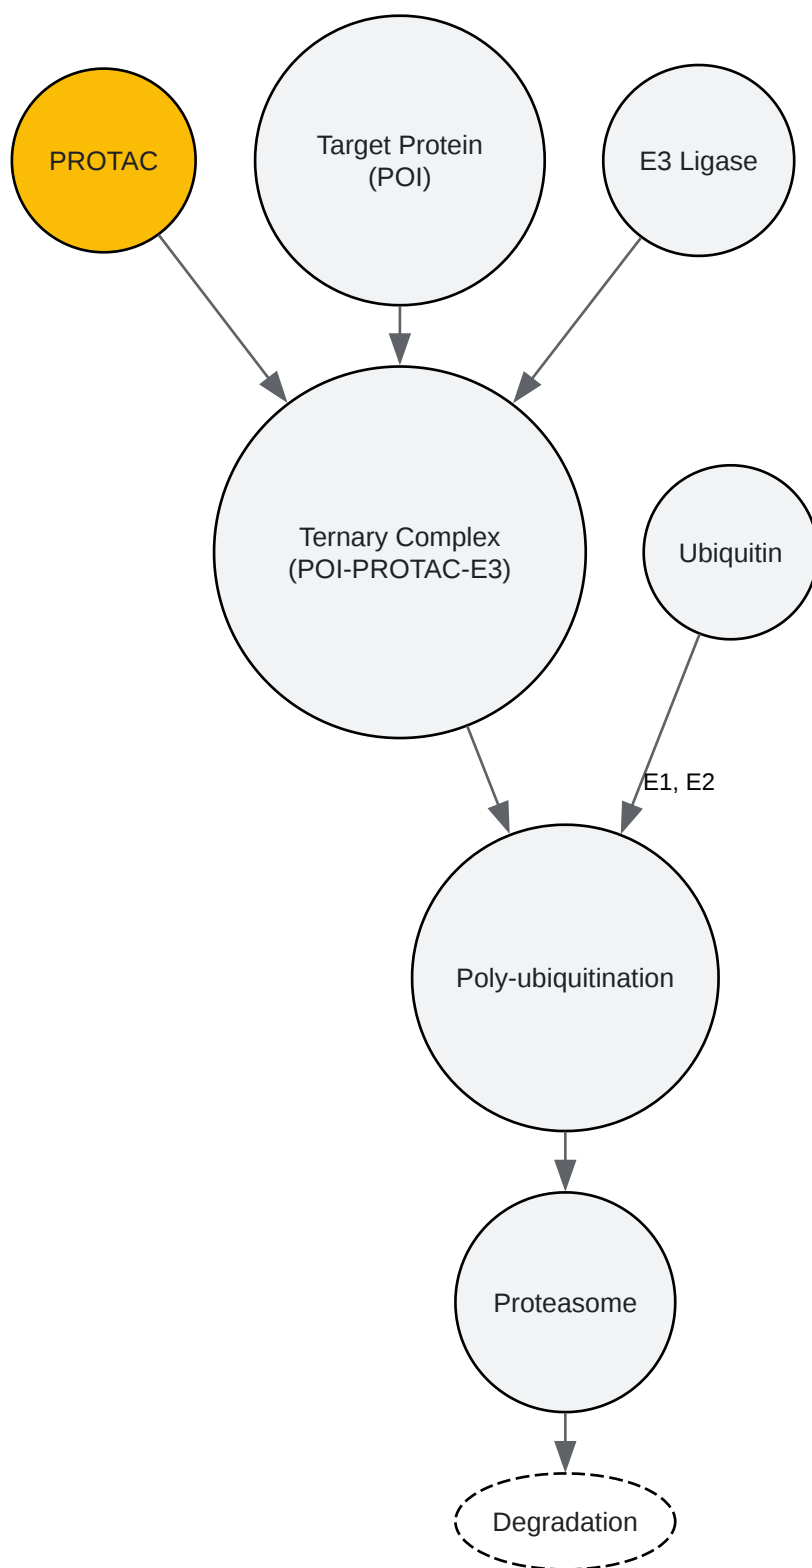 PROTAC
Target Protein
(POI)
E3 Ligase
Ternary Complex
(POI-PROTAC-E3)
Ubiquitin
E1, E2
Poly-ubiquitination
Proteasome
Degradation